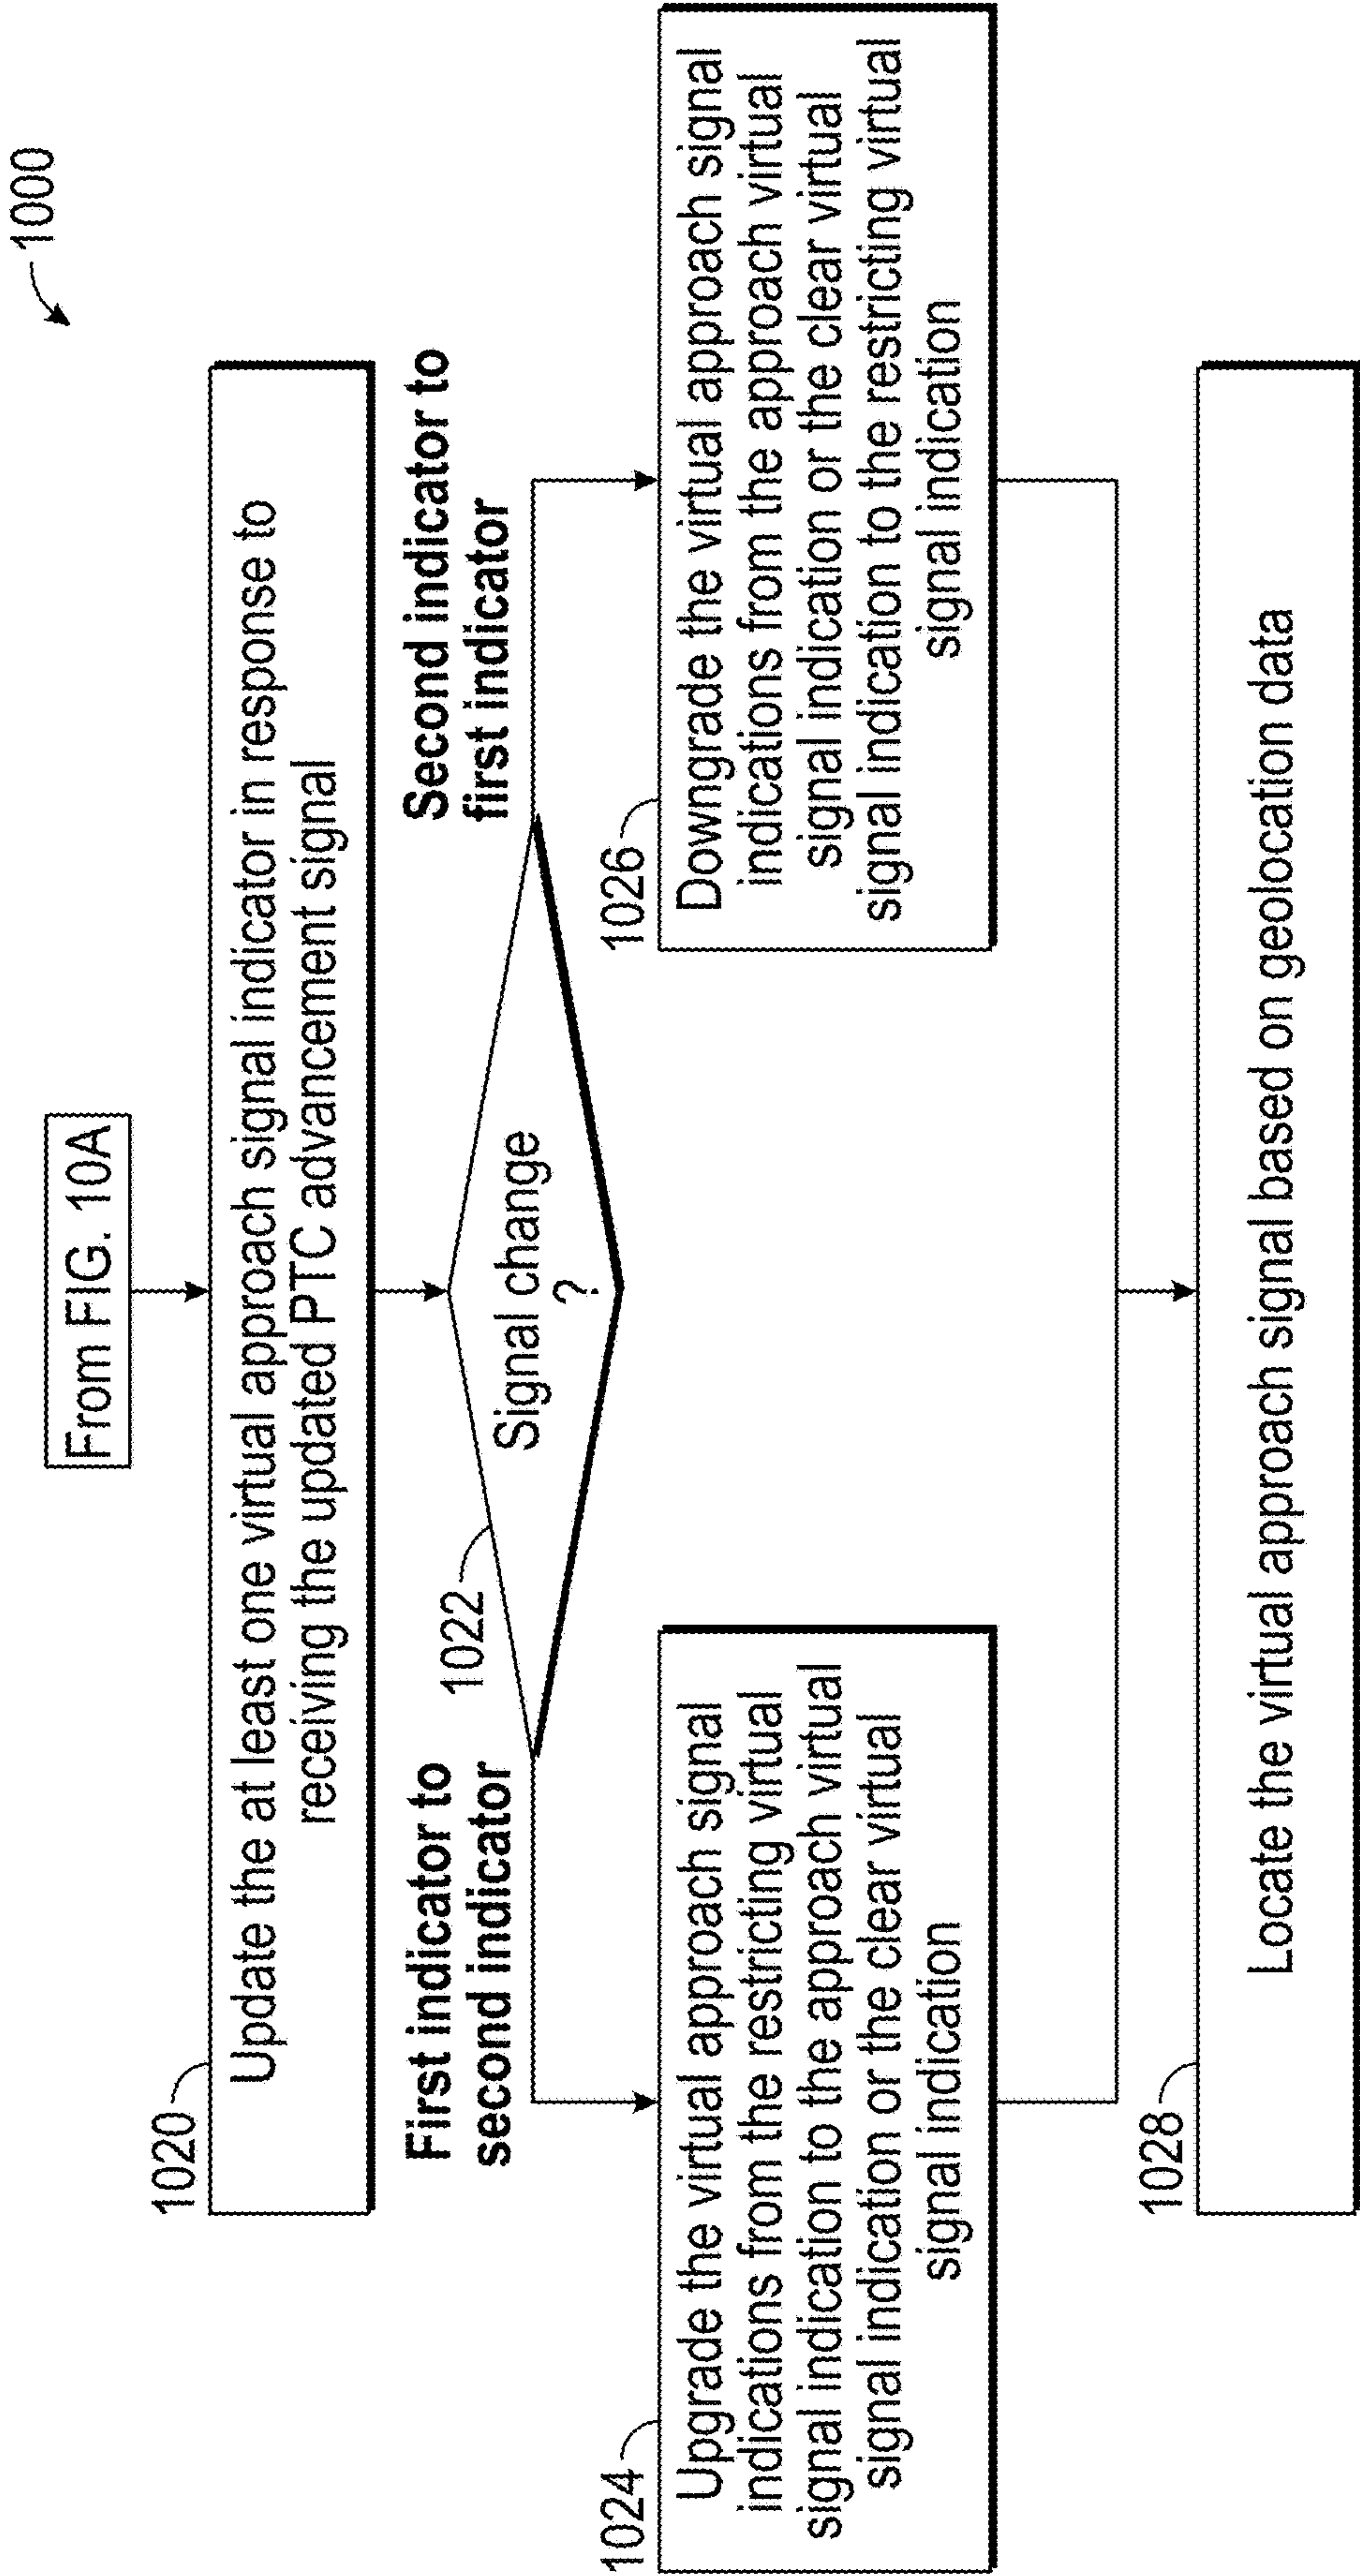 1000
From FIG. 10A
1020
Update the at least one virtual approach signal indicator in response to
receiving the updated PTC advancement signal
First indicator to
second indicator
1022
Signal change
?
Second indicator to
first indicator
1024
Upgrade the virtual approach signal
indications from the restricting virtual
signal indication to the approach virtual
signal indication or the clear virtual
signal indication
1026
Downgrade the virtual approach signal
indications from the approach virtual
signal indication or the clear virtual
signal indication to the restricting virtual
signal indication
1028
Locate the virtual approach signal based on geolocation data